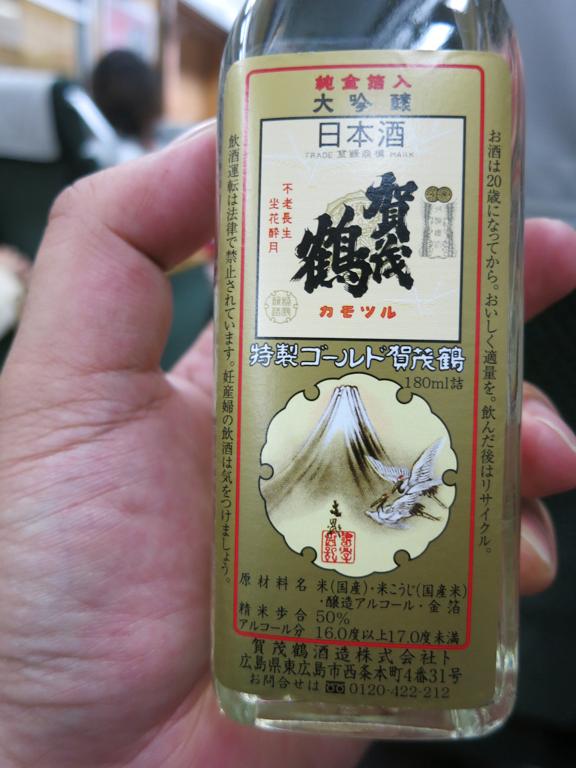 純金箔入
大吟醸
日本酒
TRADE 登録商標 MARK
不老長生
坐花酔月
賀茂鶴
カモツル
特製ゴールド賀茂鶴
180ml詰
原材料名 米(国産)・米こうじ(国産米)
・醸造アルコール・金箔
精米歩合 50%
アルコール分 16.0度以上17.0度未満
賀茂鶴酒造株式会社ト
広島県東広島市西条本町4番31号
お問合せは 0120-422-212
お酒は20歳になってから。おいしく適量を。飲んだ後はリサイクル。
飲酒運転は法律で禁止されています。妊産婦の飲酒は気をつけましょう。